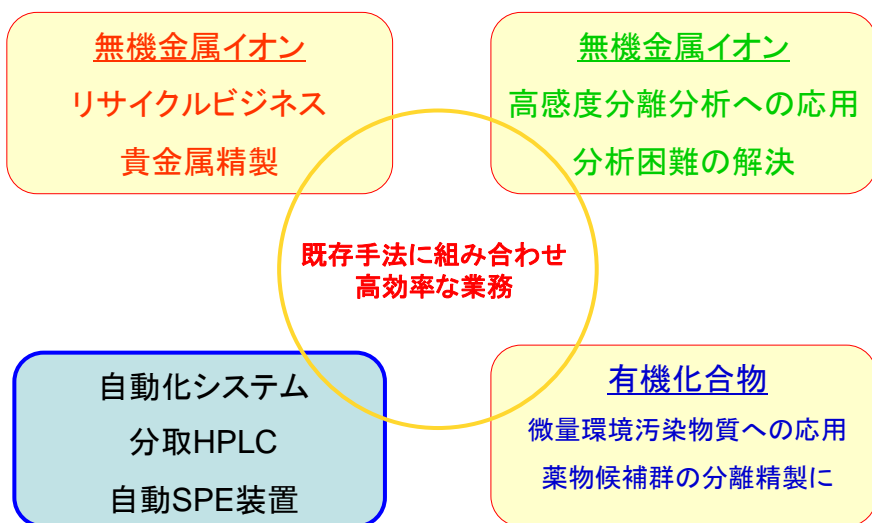 無機金属イオン
リサイクルビジネス
貴金属精製
無機金属イオン
高感度分離分析への応用
分析困難の解決
既存手法に組み合わせ
高効率な業務
自動化システム
分取HPLC
自動SPE装置
有機化合物
微量環境汚染物質への応用
薬物候補群の分離精製に